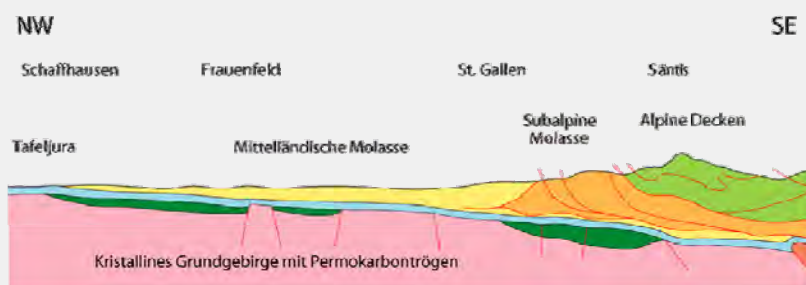 NW
SE
Schaffhausen
Frauenfeld
St. Gallen
Säntis
Tafeljura
Mittelländische Molasse
Subalpine
Molasse
Alpine Decken
Kristallines Grundgebirge mit Permokarbontrögen